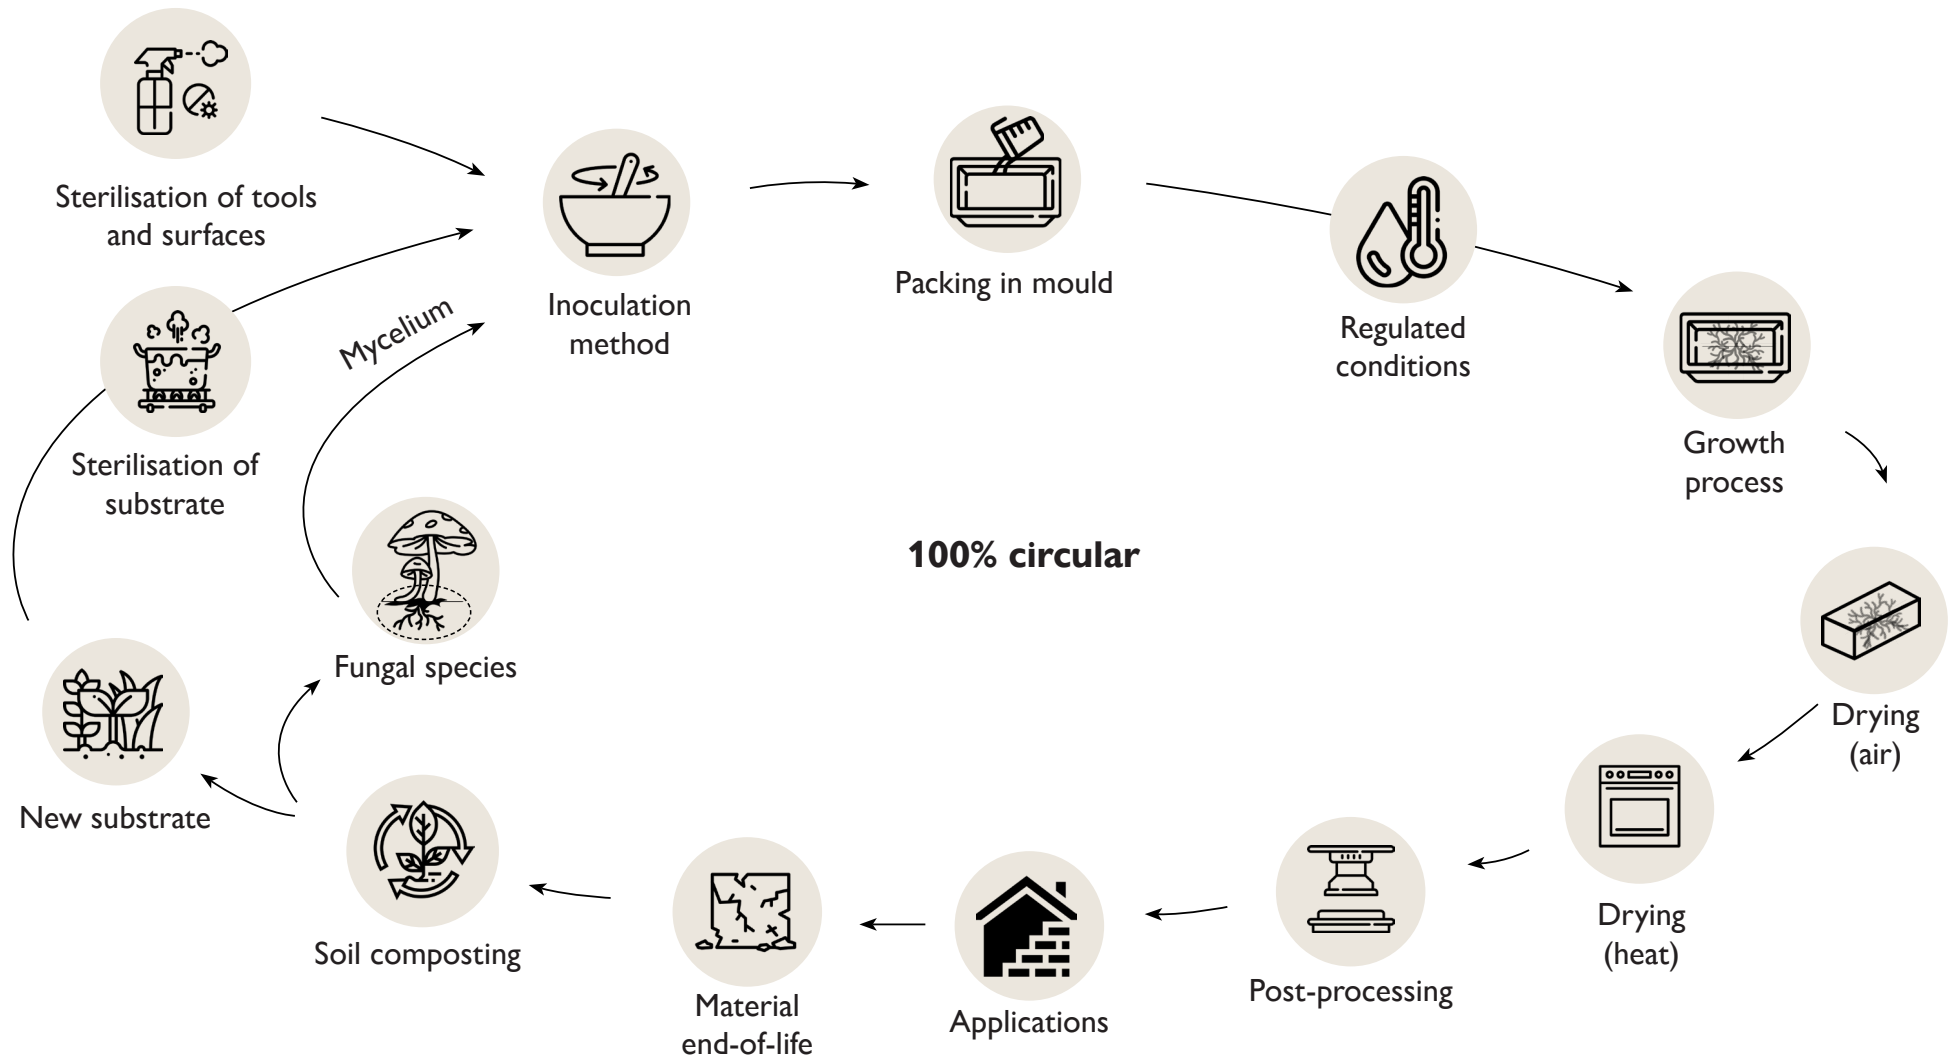 Sterilisation of tools
and surfaces
Inoculation
method
Packing in mould
Regulated
conditions
Growth
process
Drying
(air)
Drying
(heat)
Post-processing
Applications
Material
end-of-life
Soil composting
New substrate
Fungal species
Mycelium
Sterilisation of
substrate
100% circular